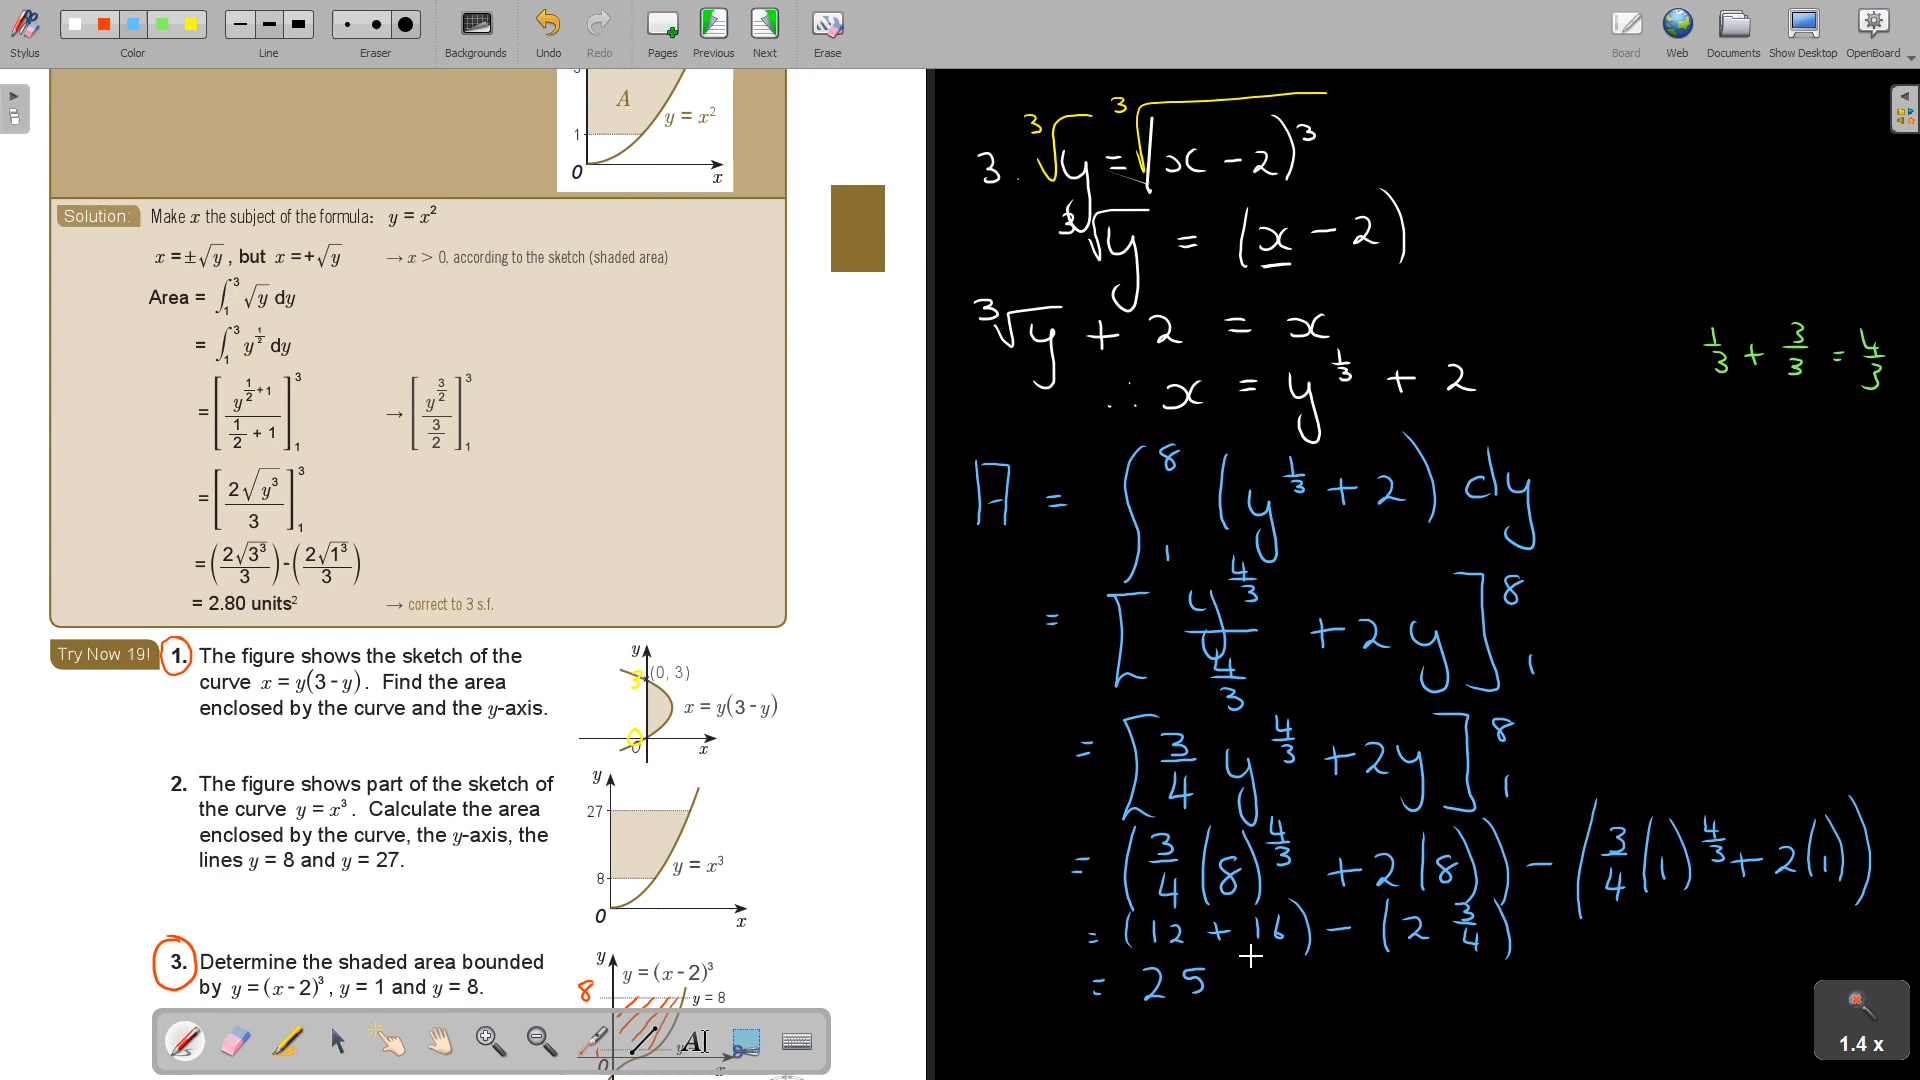 Stylus Color Line Eraser Backgrounds Undo Redo Pages Previous Next Erase Board Web Documents Show Desktop OpenBoard
3
A
y = x²
1
0
x
Solution: Make x the subject of the formula: y = x²
x = ±√y , but x = +√y → x > 0, according to the sketch (shaded area)
Area = ∫₁³ √y dy
= ∫₁³ y^(1/2) dy
= [y^(1/2 + 1) / (1/2 + 1)]₁³ → [y^(3/2) / (3/2)]₁³
= [2√y³ / 3]₁³
= (2√3³ / 3) - (2√1³ / 3)
= 2.80 units² → correct to 3 s.f.
Try Now 19! 1. The figure shows the sketch of the
curve x = y(3 - y). Find the area
enclosed by the curve and the y-axis.
y
3 (0, 3)
x = y(3 - y)
0
x
2. The figure shows part of the sketch of
the curve y = x³. Calculate the area
enclosed by the curve, the y-axis, the
lines y = 8 and y = 27.
y
27
y = x³
8
0
x
3. Determine the shaded area bounded
by y = (x - 2)³, y = 1 and y = 8.
y
y = (x - 2)³
8 y = 8
0
3. ³√y = ³√(x - 2)³
³√y = (x - 2)
³√y + 2 = x
∴ x = y^(1/3) + 2
1/3 + 3/3 = 4/3
A = ∫₁⁸ (y^(1/3) + 2) dy
= [y^(4/3) / (4/3) + 2y]₁⁸
= [3/4 y^(4/3) + 2y]₁⁸
= (3/4 (8)^(4/3) + 2(8)) - (3/4 (1)^(4/3) + 2(1))
= (12 + 16) - (2 3/4)
= 25
1.4 x